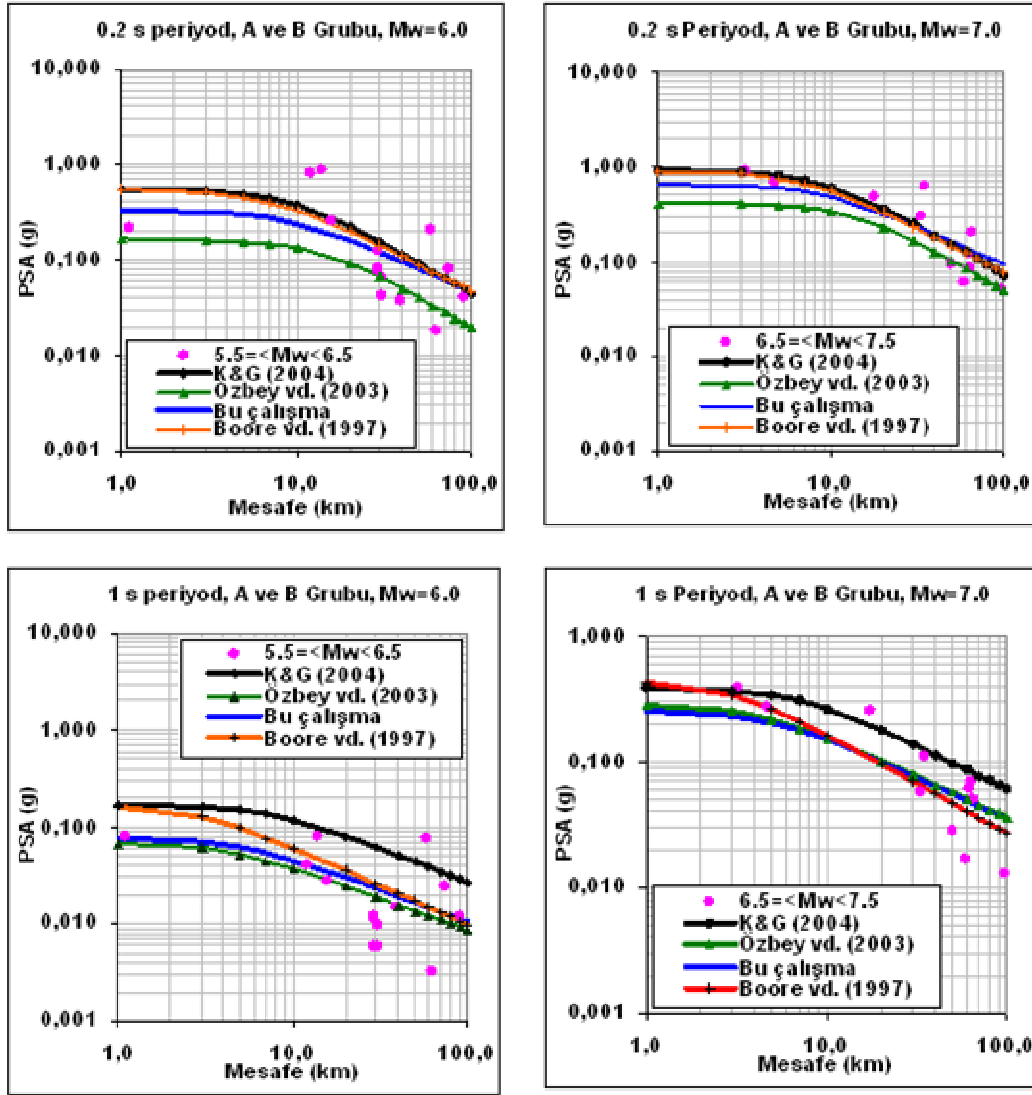 0.2 s periyod, A ve B Grubu, Mw=6.0
10,000
1,000
0,100
0,010
0,001
PSA (g)
5.5=<Mw<6.5
K&G (2004)
Özbey vd. (2003)
Bu çalışma
Boore vd. (1997)
1,0
10,0
100,0
Mesafe (km)
0.2 s Periyod, A ve B Grubu, Mw=7.0
10,000
1,000
0,100
0,010
0,001
PSA (g)
6.5=<Mw<7.5
K&G (2004)
Özbey vd. (2003)
Bu çalışma
Boore vd. (1997)
1,0
10,0
100,0
Mesafe (km)
1 s periyod, A ve B Grubu, Mw=6.0
10,000
1,000
0,100
0,010
0,001
PSA (g)
5.5=<Mw<6.5
K&G (2004)
Özbey vd. (2003)
Bu çalışma
Boore vd. (1997)
1,0
10,0
100,0
Mesafe (km)
1 s Periyod, A ve B Grubu, Mw=7.0
1,000
0,100
0,010
0,001
PSA (g)
6.5=<Mw<7.5
K&G (2004)
Özbey vd. (2003)
Bu çalışma
Boore vd. (1997)
1,0
10,0
100,0
Mesafe (km)